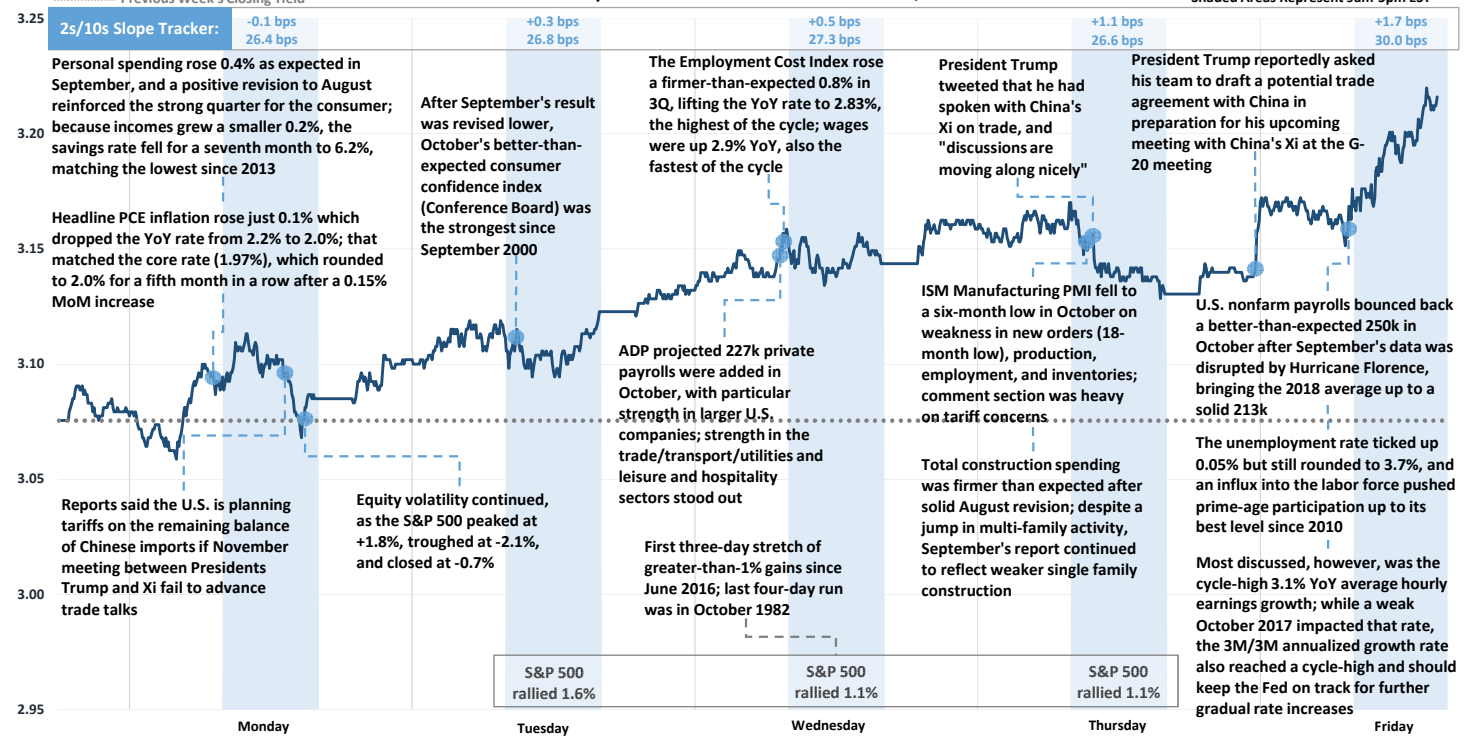 Previous Week's Closing Yield
3.25
3.20
3.15
3.10
3.05
3.00
2.95
2s/10s Slope Tracker:
-0.1 bps
26.4 bps
+0.3 bps
26.8 bps
+0.5 bps
27.3 bps
+1.1 bps
26.6 bps
+1.7 bps
30.0 bps
Personal spending rose 0.4% as expected in
September, and a positive revision to August
reinforced the strong quarter for the consumer;
because incomes grew a smaller 0.2%, the
savings rate fell for a seventh month to 6.2%,
matching the lowest since 2013
Headline PCE inflation rose just 0.1% which
dropped the YoY rate from 2.2% to 2.0%; that
matched the core rate (1.97%), which rounded
to 2.0% for a fifth month in a row after a 0.15%
MoM increase
Reports said the U.S. is planning
tariffs on the remaining balance
of Chinese imports if November
meeting between Presidents
Trump and Xi fail to advance
trade talks
Equity volatility continued,
as the S&P 500 peaked at
+1.8%, troughed at -2.1%,
and closed at -0.7%
After September's result
was revised lower,
October's better-than-
expected consumer
confidence index
(Conference Board) was
the strongest since
September 2000
The Employment Cost Index rose
a firmer-than-expected 0.8% in
3Q, lifting the YoY rate to 2.83%,
the highest of the cycle; wages
were up 2.9% YoY, also the
fastest of the cycle
ADP projected 227k private
payrolls were added in
October, with particular
strength in larger U.S.
companies; strength in the
trade/transport/utilities and
leisure and hospitality
sectors stood out
First three-day stretch of
greater-than-1% gains since
June 2016; last four-day run
was in October 1982
President Trump
tweeted that he had
spoken with China's
Xi on trade, and
"discussions are
moving along nicely"
ISM Manufacturing PMI fell to
a six-month low in October on
weakness in new orders (18-
month low), production,
employment, and inventories;
comment section was heavy
on tariff concerns
Total construction spending
was firmer than expected after
solid August revision; despite a
jump in multi-family activity,
September's report continued
to reflect weaker single family
construction
President Trump reportedly asked
his team to draft a potential trade
agreement with China in
preparation for his upcoming
meeting with China's Xi at the G-
20 meeting
U.S. nonfarm payrolls bounced back
a better-than-expected 250k in
October after September's data was
disrupted by Hurricane Florence,
bringing the 2018 average up to a
solid 213k
The unemployment rate ticked up
0.05% but still rounded to 3.7%, and
an influx into the labor force pushed
prime-age participation up to its
best level since 2010
Most discussed, however, was the
cycle-high 3.1% YoY average hourly
earnings growth; while a weak
October 2017 impacted that rate,
the 3M/3M annualized growth rate
also reached a cycle-high and should
keep the Fed on track for further
gradual rate increases
S&P 500
rallied 1.6%
S&P 500
rallied 1.1%
S&P 500
rallied 1.1%
Monday
Tuesday
Wednesday
Thursday
Friday